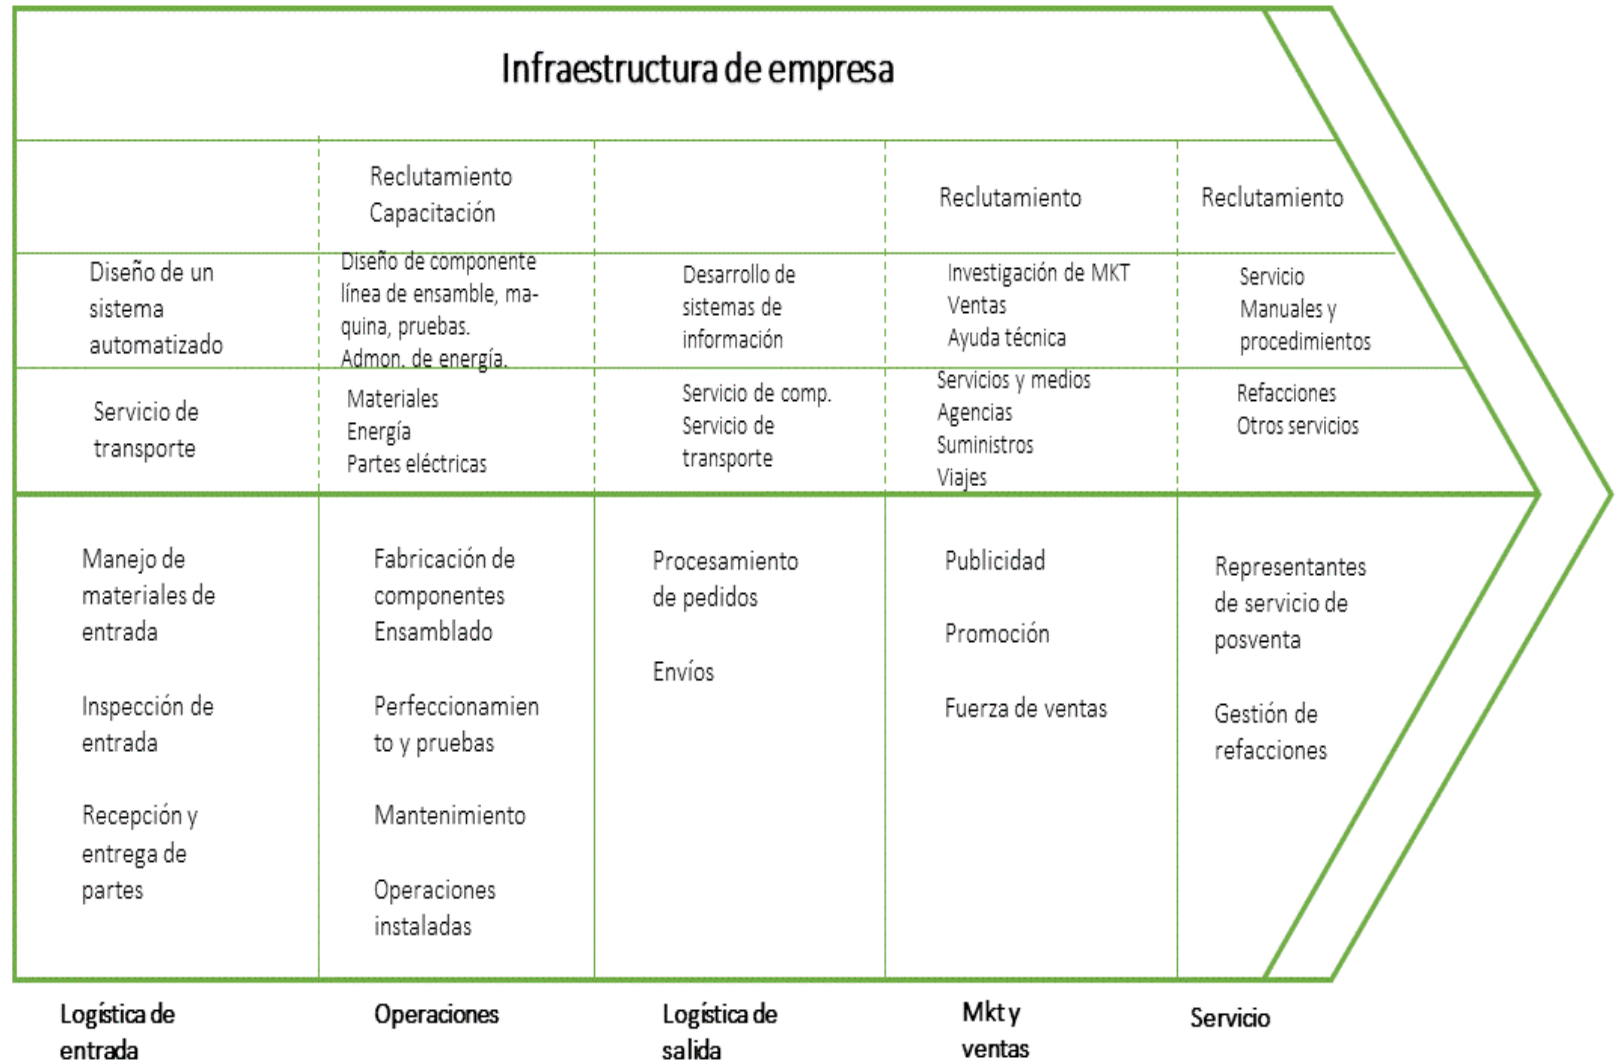 Infraestructura de empresa
Reclutamiento
Capacitación
Reclutamiento
Reclutamiento
Diseño de un
sistema
automatizado
Diseño de componente
línea de ensamble, ma-
quina, pruebas.
Admon. de energía.
Desarrollo de
sistemas de
información
Investigación de MKT
Ventas
Ayuda técnica
Servicio
Manuales y
procedimientos
Servicio de
transporte
Materiales
Energía
Partes eléctricas
Servicio de comp.
Servicio de
transporte
Servicios y medios
Agencias
Suministros
Viajes
Refacciones
Otros servicios
Manejo de
materiales de
entrada
Inspección de
entrada
Recepción y
entrega de
partes
Fabricación de
componentes
Ensamblado
Perfeccionamien
to y pruebas
Mantenimiento
Operaciones
instaladas
Procesamiento
de pedidos
Envíos
Publicidad
Promoción
Fuerza de ventas
Representantes
de servicio de
posventa
Gestión de
refacciones
Logística de
entrada
Operaciones
Logística de
salida
Mkt y
ventas
Servicio